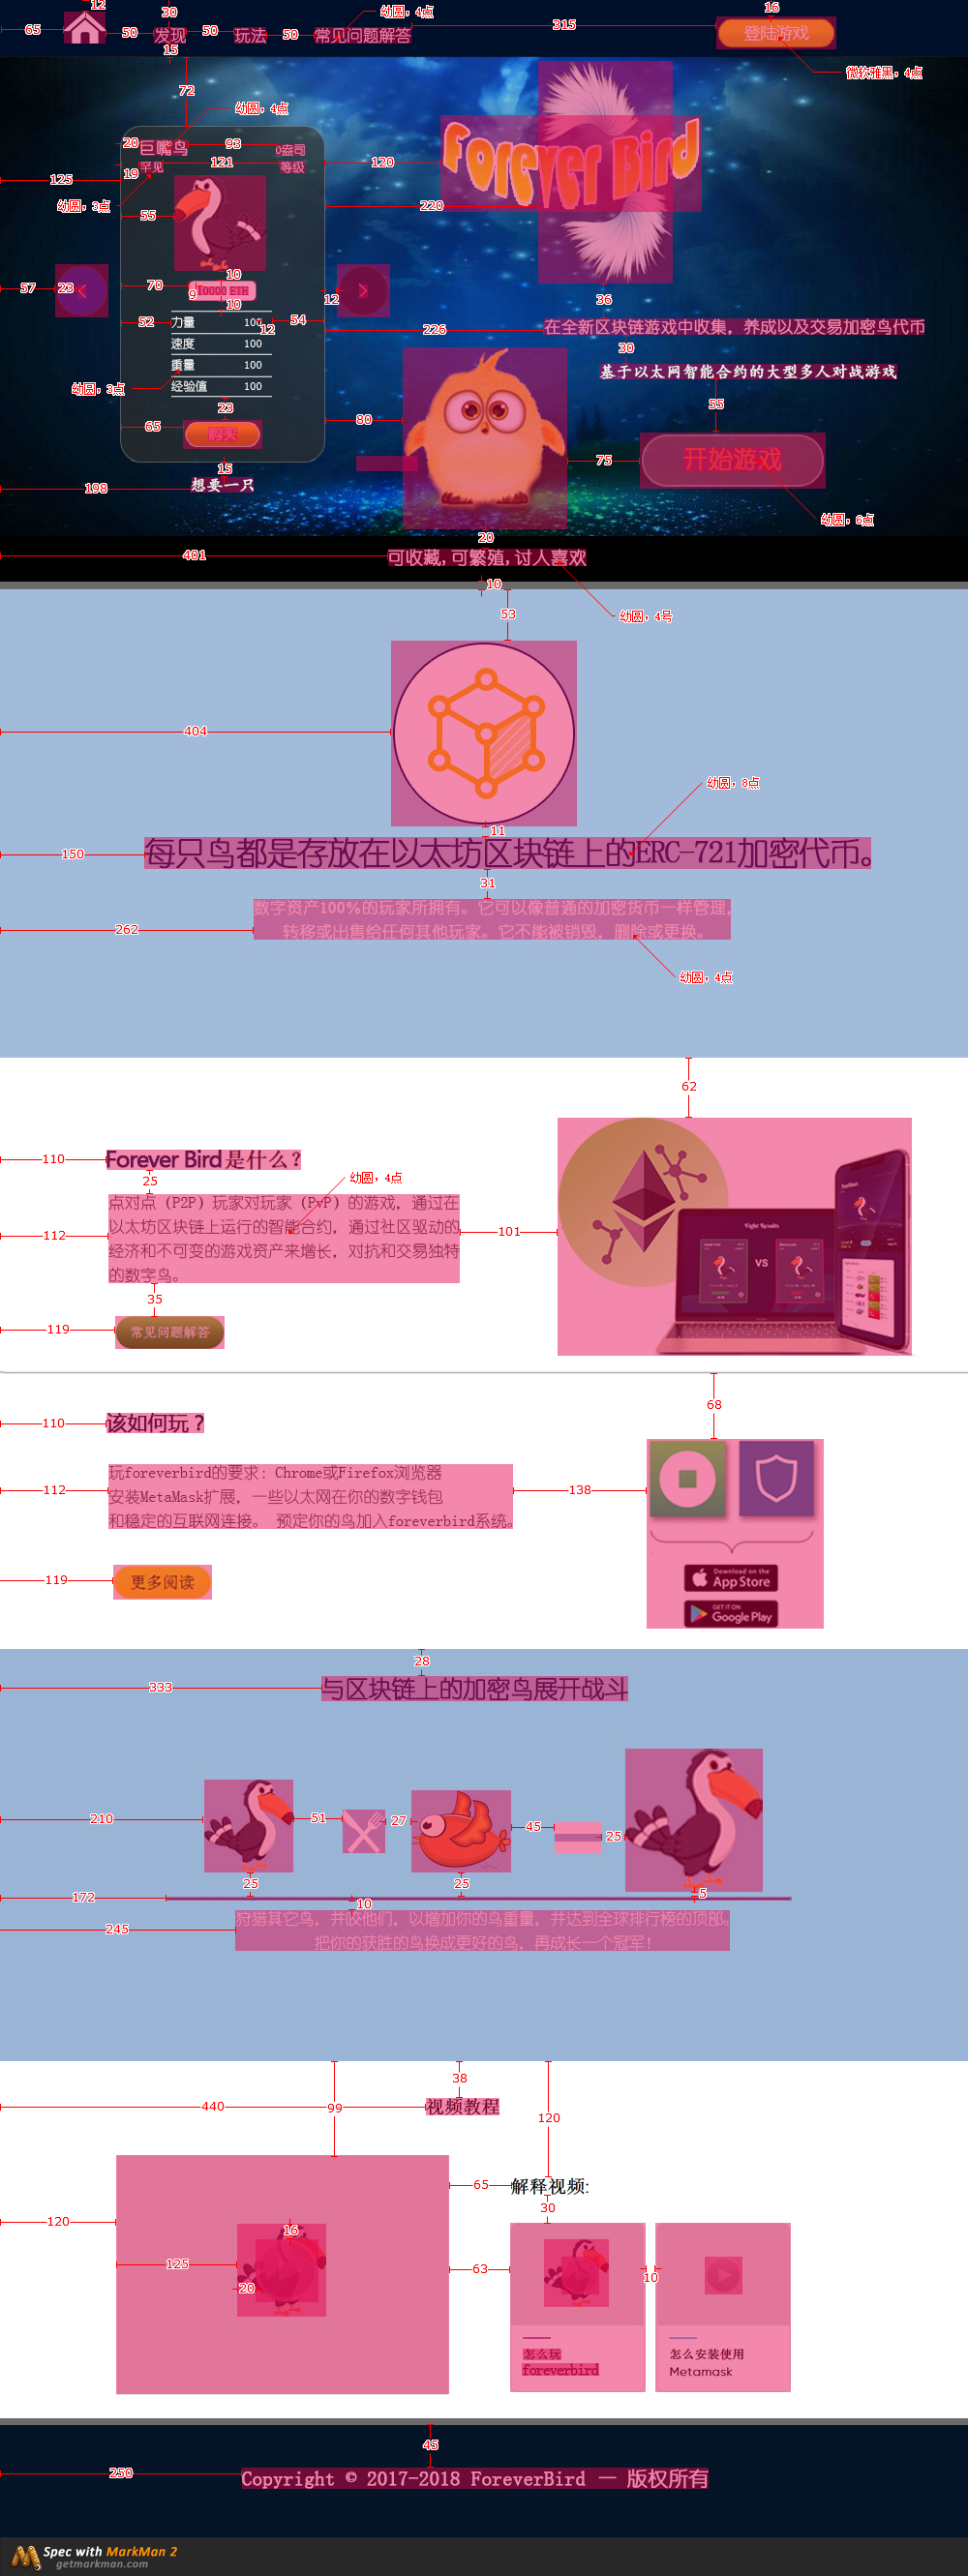 12
16
30
幼圆，4点
65
50
发现
50
玩法
50
常见问题解答
315
登陆游戏
15
微软雅黑，4点
72
幼圆，4点
20
巨嘴鸟
93
0盎司
Forever Bird
19
罕见
121
等级
120
125
幼圆，3点
55
220
57
23
<
70
10
9
10000 ETH
10
>
12
36
52
力量
100
12
54
226
在全新区块链游戏中收集，养成以及交易加密鸟代币
速度
100
30
重量
100
基于以太网智能合约的大型多人对战游戏
幼圆，3点
经验值
100
23
55
65
购买
80
15
75
开始游戏
198
想要一只
幼圆，6点
20
401
可收藏,可繁殖,讨人喜欢
10
53
幼圆，4号
404
幼圆，8点
11
150
每只鸟都是存放在以太坊区块链上的ERC-721加密代币。
31
数字资产100%的玩家所拥有。它可以像普通的加密货币一样管理,
262
转移或出售给任何其他玩家。它不能被销毁，删除或更换。
幼圆，4点
62
110
Forever Bird是什么?
25
幼圆，4点
点对点（P2P）玩家对玩家（PvP）的游戏，通过在
以太坊区块链上运行的智能合约，通过社区驱动的
112
101
经济和不可变的游戏资产来增长，对抗和交易独特
的数字鸟。
Fight Results
VS
35
119
常见问题解答
68
110
该如何玩?
玩foreverbird的要求: Chrome或Firefox浏览器
112
安装MetaMask扩展，一些以太网在你的数字钱包
138
和稳定的互联网连接。 预定你的鸟加入foreverbird系统。
119
更多阅读
Download on the
App Store
GET IT ON
Google Play
28
333
与区块链上的加密鸟展开战斗
210
51
27
45
25
25
25
172
5
10
狩猎其它鸟，并吹他们，以增加你的鸟重量，并达到全球排行榜的顶部。
245
把你的获胜的鸟换成更好的鸟，再成长一个冠军!
38
440
视频教程
99
120
65
解释视频:
30
120
16
125
63
10
20
怎么玩
foreverbird
怎么安装使用
Metamask
45
250
Copyright © 2017-2018 ForeverBird — 版权所有
Spec with MarkMan 2
getmarkman.com